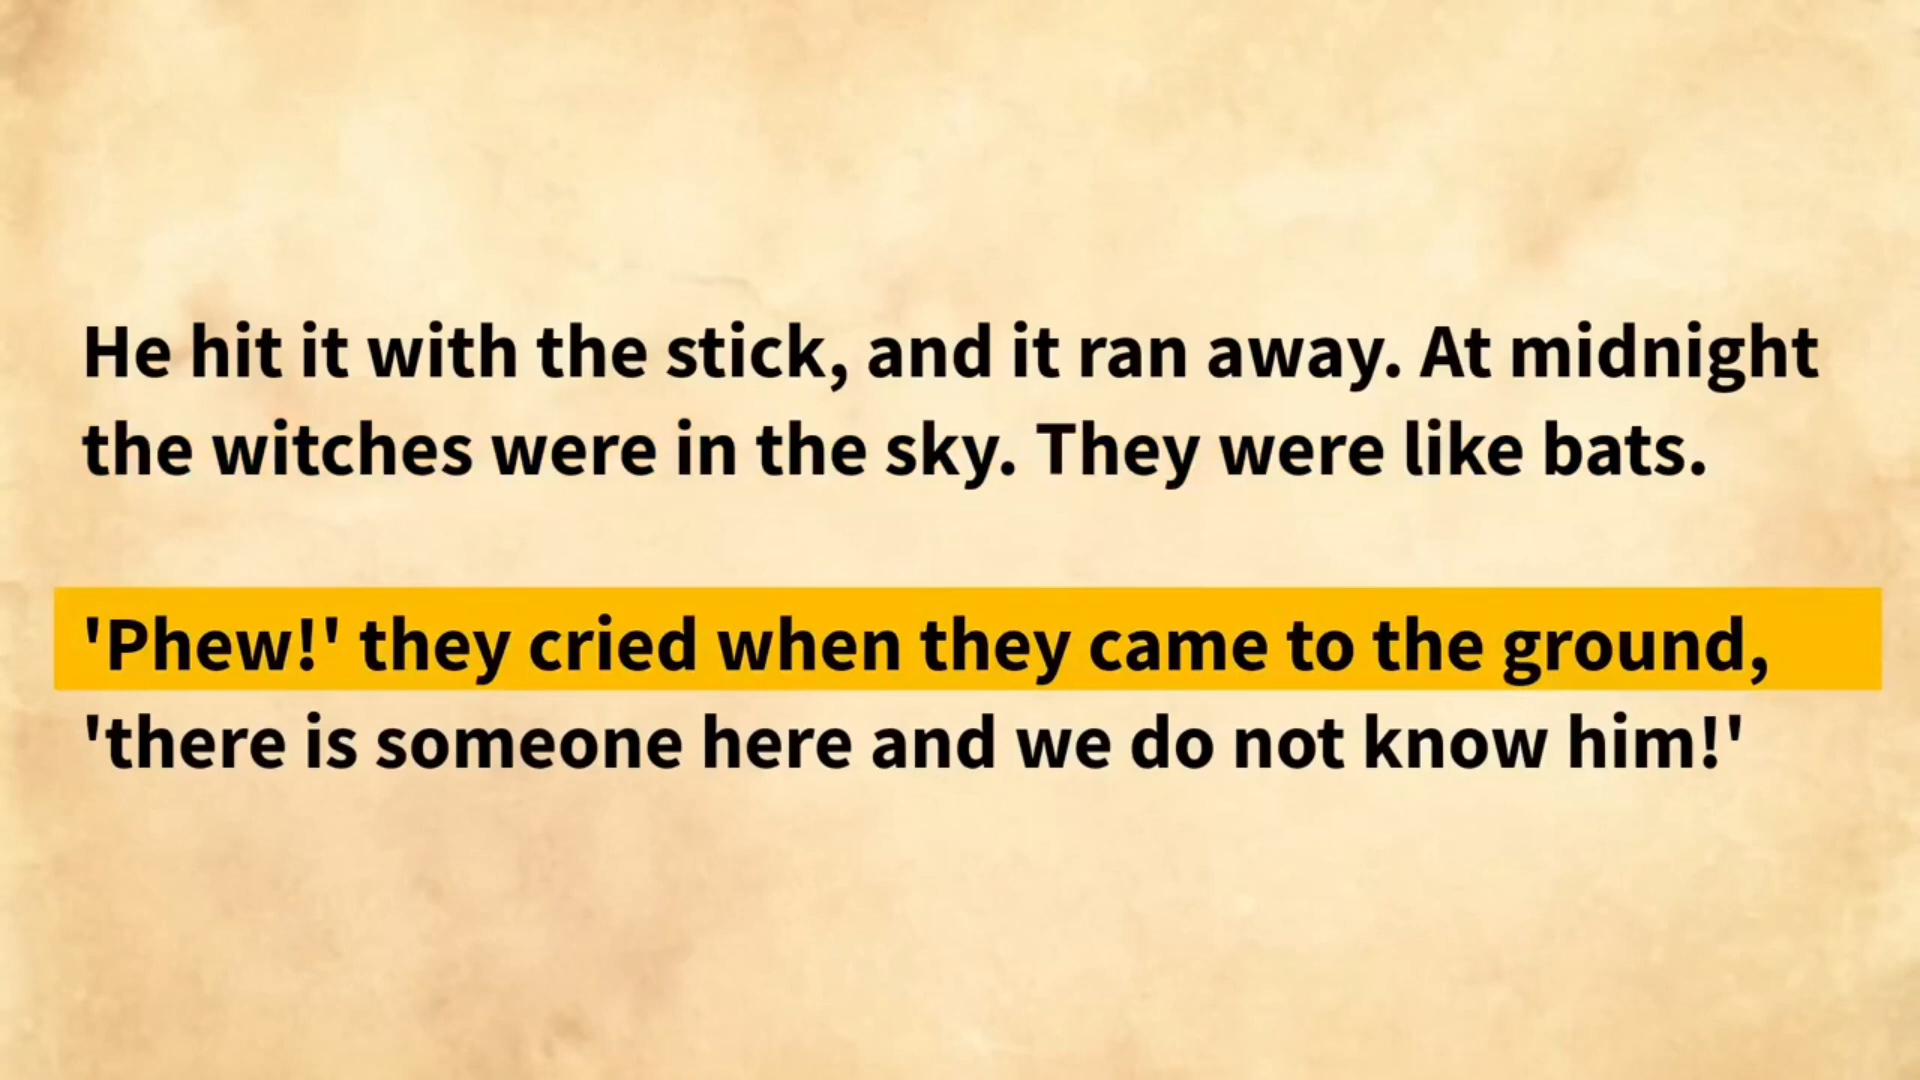 He hit it with the stick, and it ran away. At midnight
the witches were in the sky. They were like bats.
'Phew!' they cried when they came to the ground,
'there is someone here and we do not know him!'